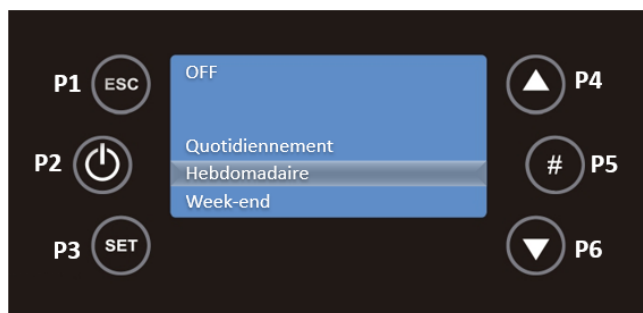 P1 ESC
P2
P3 SET
OFF
Quotidiennement
Hebdomadaire
Week-end
P4
# P5
P6